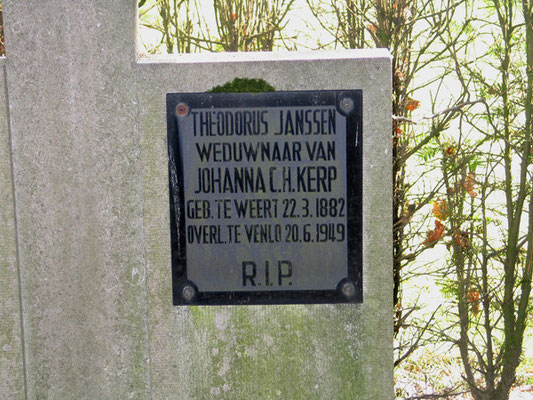 THEODORUS JANSSEN
WEDUWNAAR VAN
JOHANNA C.H. KERP
GEB. TE WEERT 22.3.1882
OVERL. TE VENLO 20.6.1949
R.I.P.